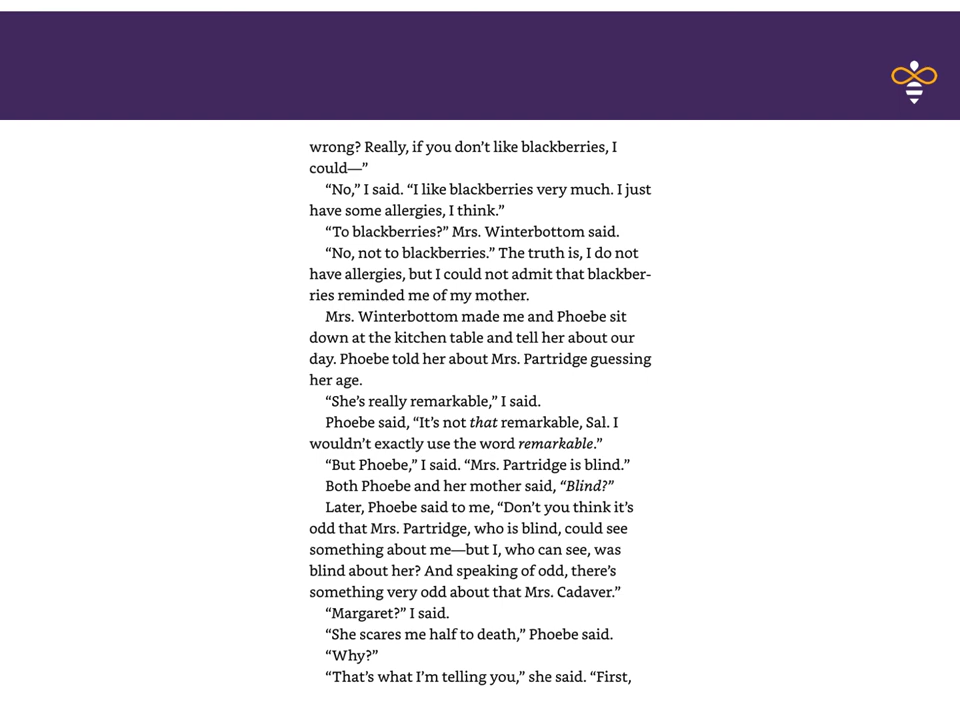 wrong? Really, if you don’t like blackberries, I
could—”
“No,” I said. “I like blackberries very much. I just
have some allergies, I think.”
“To blackberries?” Mrs. Winterbottom said.
“No, not to blackberries.” The truth is, I do not
have allergies, but I could not admit that blackber-
ries reminded me of my mother.
Mrs. Winterbottom made me and Phoebe sit
down at the kitchen table and tell her about our
day. Phoebe told her about Mrs. Partridge guessing
her age.
“She’s really remarkable,” I said.
Phoebe said, “It’s not that remarkable, Sal. I
wouldn’t exactly use the word remarkable.”
“But Phoebe,” I said. “Mrs. Partridge is blind.”
Both Phoebe and her mother said, “Blind?”
Later, Phoebe said to me, “Don’t you think it’s
odd that Mrs. Partridge, who is blind, could see
something about me—but I, who can see, was
blind about her? And speaking of odd, there’s
something very odd about that Mrs. Cadaver.”
“Margaret?” I said.
“She scares me half to death,” Phoebe said.
“Why?”
“That’s what I’m telling you,” she said. “First,